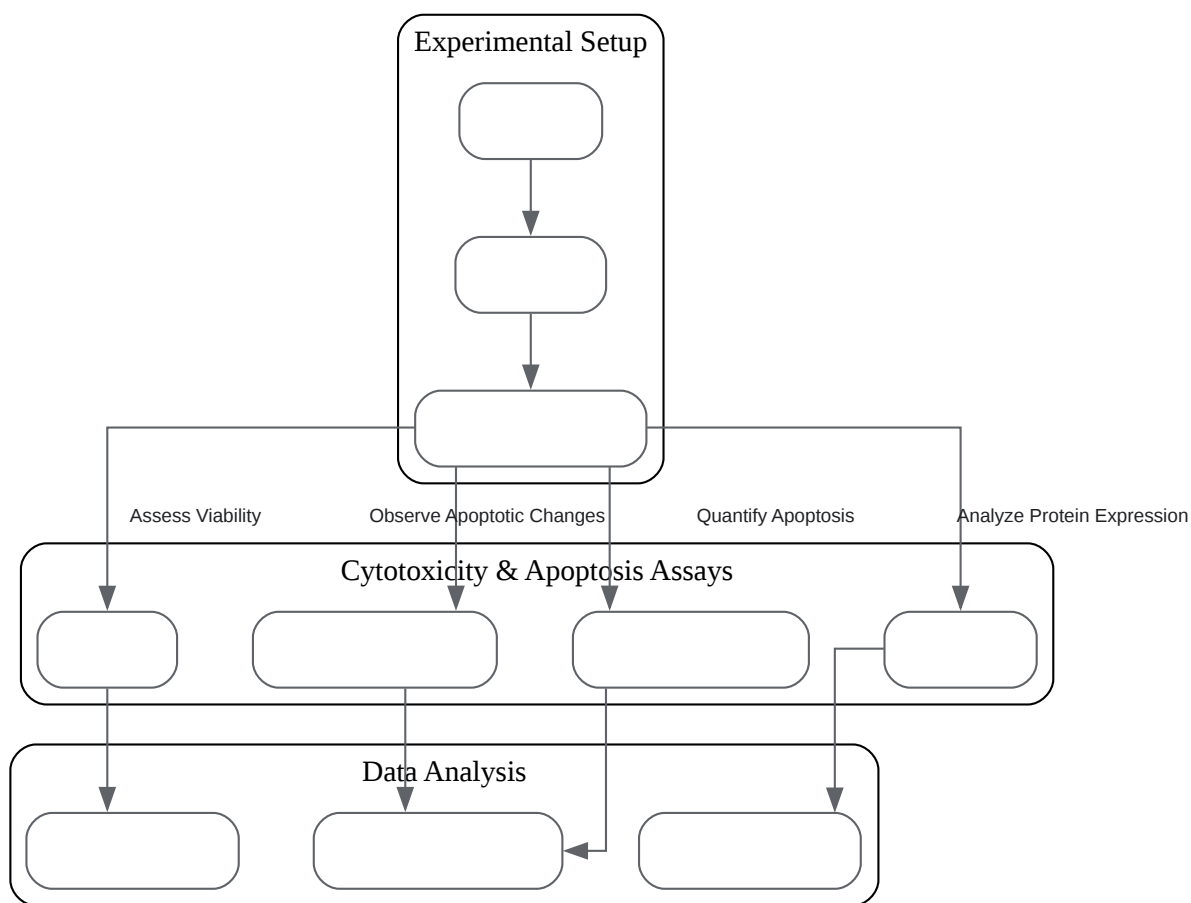 Experimental Setup
Assess Viability
Observe Apoptotic Changes
Quantify Apoptosis
Analyze Protein Expression
Cytotoxicity & Apoptosis Assays
Data Analysis